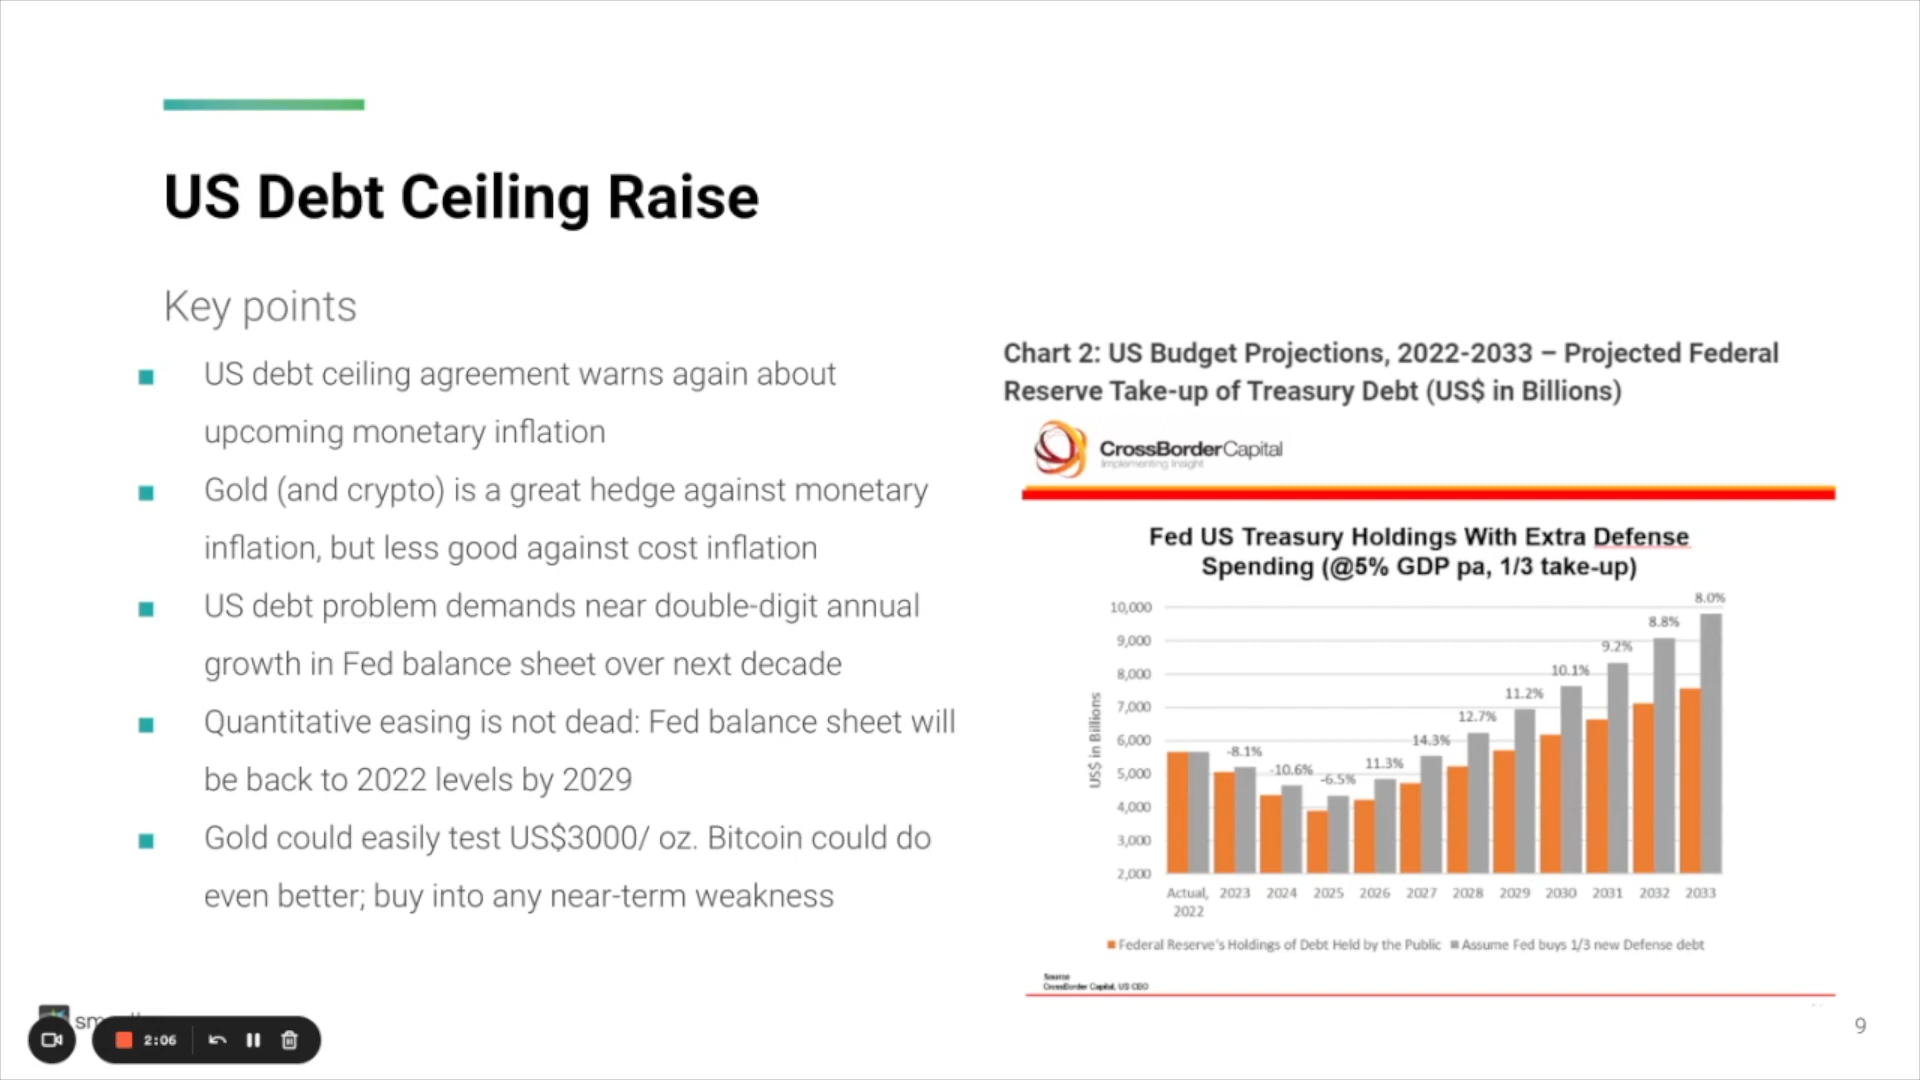 US Debt Ceiling Raise
Key points
US debt ceiling agreement warns again about
upcoming monetary inflation
Gold (and crypto) is a great hedge against monetary
inflation, but less good against cost inflation
US debt problem demands near double-digit annual
growth in Fed balance sheet over next decade
Quantitative easing is not dead: Fed balance sheet will
be back to 2022 levels by 2029
Gold could easily test US$3000/ oz. Bitcoin could do
even better; buy into any near-term weakness
Chart 2: US Budget Projections, 2022-2033 – Projected Federal
Reserve Take-up of Treasury Debt (US$ in Billions)
CrossBorderCapital
Implementing Insight
Fed US Treasury Holdings With Extra Defense
Spending (@5% GDP pa, 1/3 take-up)
US$ in Billions
10,000
9,000
8,000
7,000
6,000
5,000
4,000
3,000
2,000
-8.1%
-10.6%
-6.5%
11.3%
14.3%
12.7%
11.2%
10.1%
9.2%
8.8%
8.0%
Actual, 2023 2024 2025 2026 2027 2028 2029 2030 2031 2032 2033
2022
Federal Reserve's Holdings of Debt Held by the Public Assume Fed buys 1/3 new Defense debt
Source
CrossBorder Capital, US CBO
2:06
9